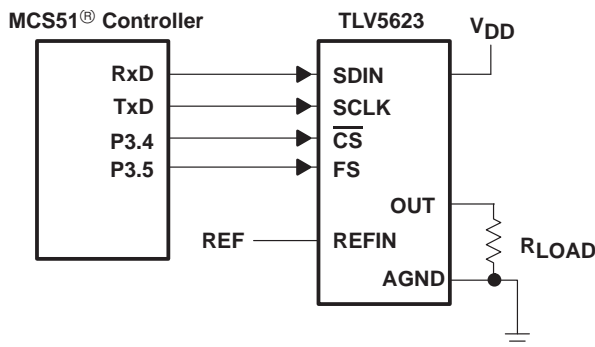 MCS51® Controller
TLV5623
VDD
RxD
SDIN
TxD
SCLK
P3.4
CS
P3.5
FS
OUT
REF
REFIN
RLOAD
AGND